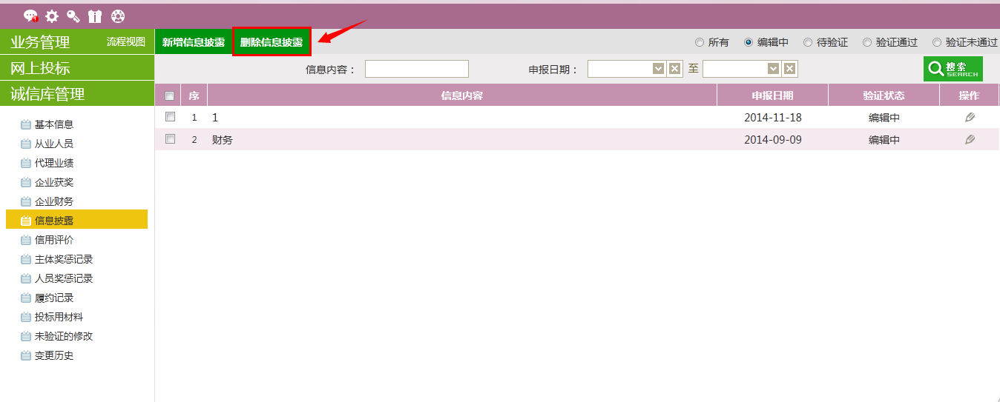 业务管理 流程视图 新增信息披露 删除信息披露 所有 编辑中 待验证 验证通过 验证未通过
网上投标 信息内容： 申报日期： 至 搜索 SEARCH
诚信库管理 序 信息内容 申报日期 验证状态 操作
1 1 2014-11-18 编辑中
2 财务 2014-09-09 编辑中
基本信息
从业人员
代理业绩
企业获奖
企业财务
信息披露
信用评价
主体奖惩记录
人员奖惩记录
履约记录
投标用材料
未验证的修改
变更历史